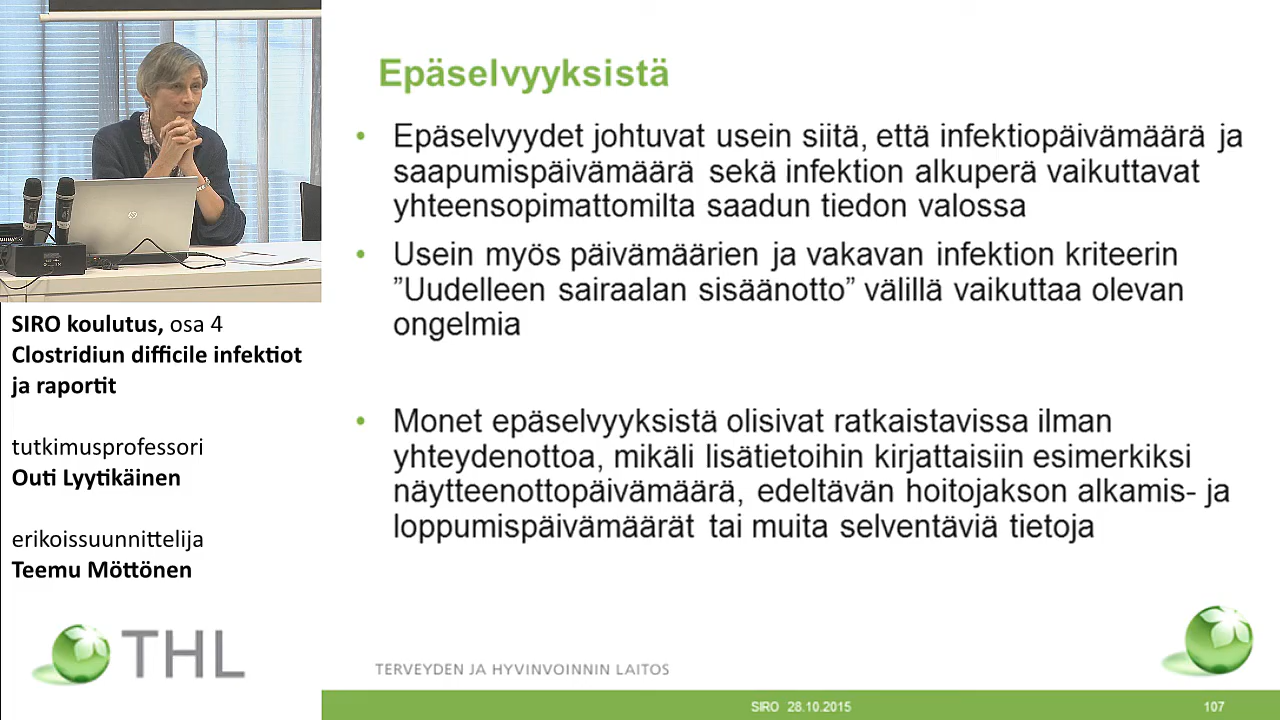 SIRO koulutus, osa 4
Clostridiun difficile infektiot
ja raportit
tutkimusprofessori
Outi Lyytikäinen
erikoissuunnittelija
Teemu Möttönen
THL
Epäselvyyksistä
• Epäselvyydet johtuvat usein siitä, että infektiopäivämäärä ja
saapumispäivämäärä sekä infektion alkuperä vaikuttavat
yhteensopimattomilta saadun tiedon valossa
• Usein myös päivämäärien ja vakavan infektion kriteerin
”Uudelleen sairaalan sisäänotto” välillä vaikuttaa olevan
ongelmia
• Monet epäselvyyksistä olisivat ratkaistavissa ilman
yhteydenottoa, mikäli lisätietoihin kirjattaisiin esimerkiksi
näytteenottopäivämäärä, edeltävän hoitojakson alkamis- ja
loppumispäivämäärät tai muita selventäviä tietoja
TERVEYDEN JA HYVINVOINNIN LAITOS
SIRO 28.10.2015
107